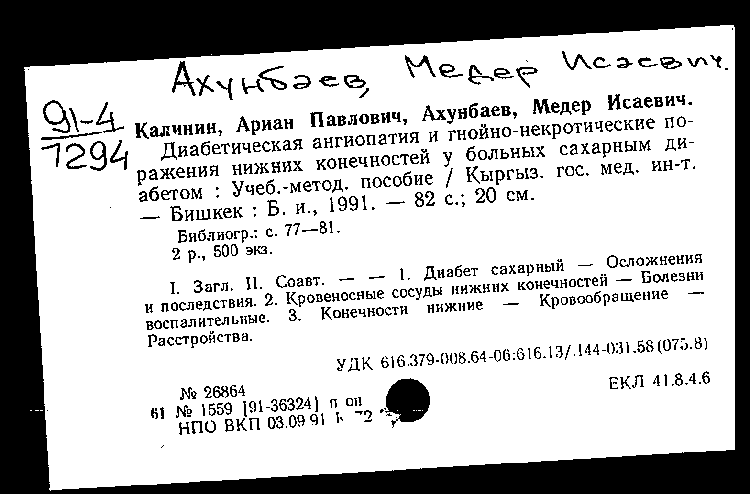 Ахунбаев, Медер Исаевич.
91-4
7294
Калинин, Ариан Павлович, Ахунбаев, Медер Исаевич.
Диабетическая ангиопатия и гнойно-некротические по-
ражения нижних конечностей у больных сахарным ди-
абетом : Учеб.-метод. пособие / Кыргыз. гос. мед. ин-т.
— Бишкек : Б. и., 1991. — 82 с.; 20 см.
Библиогр.: с. 77—81.
2 р., 500 экз.
I. Загл. II. Соавт. — — 1. Диабет сахарный — Осложнения
и последствия. 2. Кровеносные сосуды нижних конечностей — Болезни
воспалительные. 3. Конечности нижние — Кровообращение —
Расстройства.
УДК 616.379-008.64-06:616.13/.144-031.58(075.8)
№ 26864
61 № 1559 [91-36324] п он
НПО ВКП 03.09.91
ЕКЛ 41.8.4.6